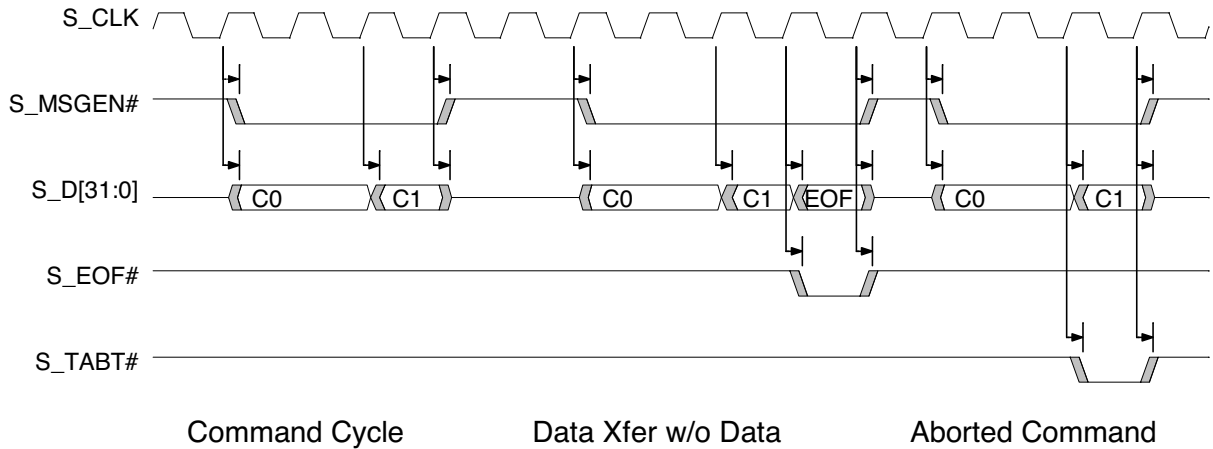 S_CLK
S_MSGEN#
S_D[31:0] C0 C1 C0 C1 EOF C0 C1
S_EOF#
S_TABT#
Command Cycle Data Xfer w/o Data Aborted Command